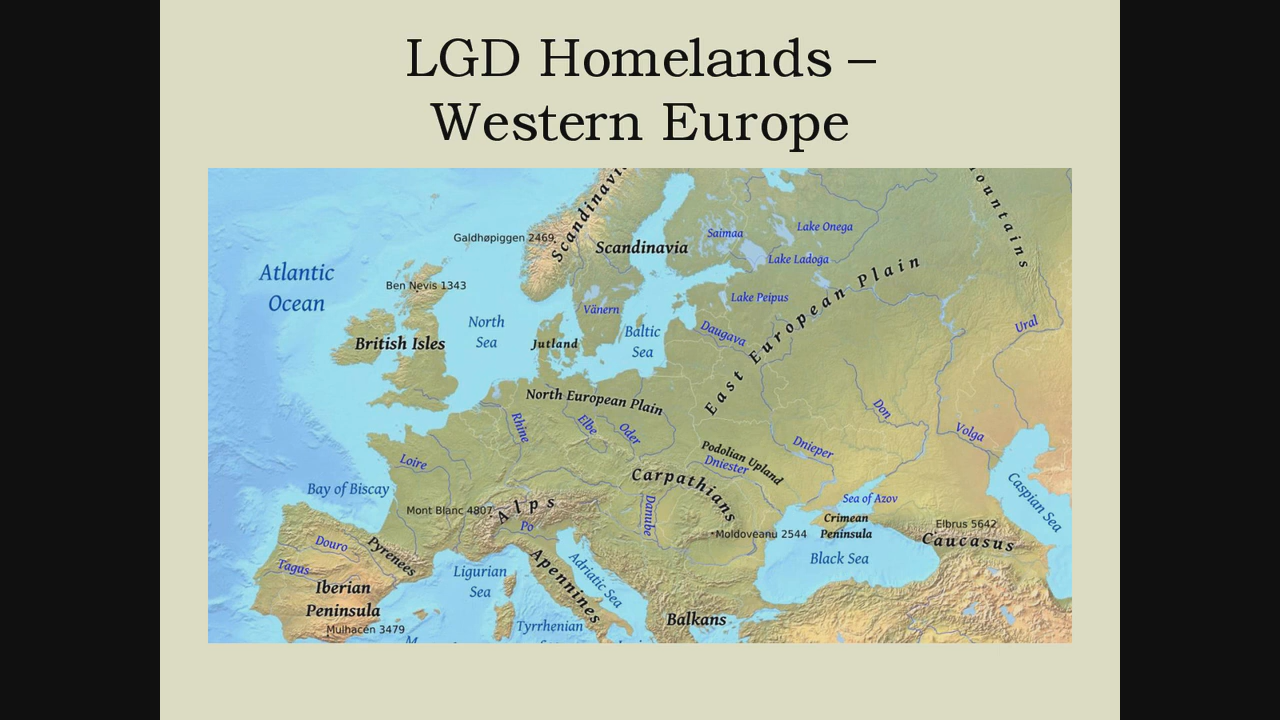 LGD Homelands –
Western Europe
Scandinavi
ountains
Galdhøpiggen 2469
Scandinavia
Saimaa
Lake Onega
Lake Ladoga
Atlantic
Ocean
Ben Nevis 1343
Vänern
Lake Peipus
East European Plain
North
Sea
Baltic
Sea
Daugava
Ural
British Isles
Jutland
North European Plain
Rhine
Elbe
Oder
Don
Volga
Loire
Podolian Upland
Dnieper
Dniester
Carpathians
Bay of Biscay
Caspian Sea
Sea of Azov
Mont Blanc 4807
Alps
Po
Danube
Moldoveanu 2544
Crimean
Peninsula
Elbrus 5642
Caucasus
Douro
Pyrenees
Black Sea
Tagus
Iberian
Peninsula
Ligurian
Sea
Apennines
Adriatic Sea
Balkans
Mulhacén 3479
Tyrrhenian
M